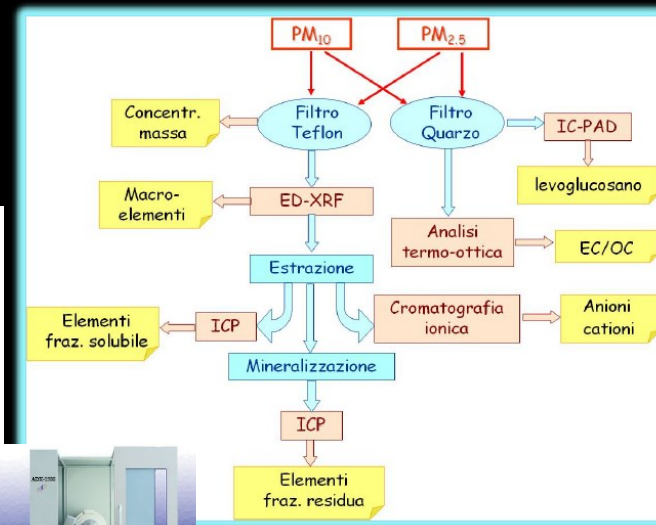 PM10
PM2.5
Concentr.
massa
Filtro
Teflon
Filtro
Quarzo
IC-PAD
levoglucosano
Macro-
elementi
ED-XRF
Analisi
termo-ottica
EC/OC
Estrazione
Elementi
fraz. solubile
ICP
Cromatografia
ionica
Anioni
cationi
Mineralizzazione
ICP
Elementi
fraz. residua